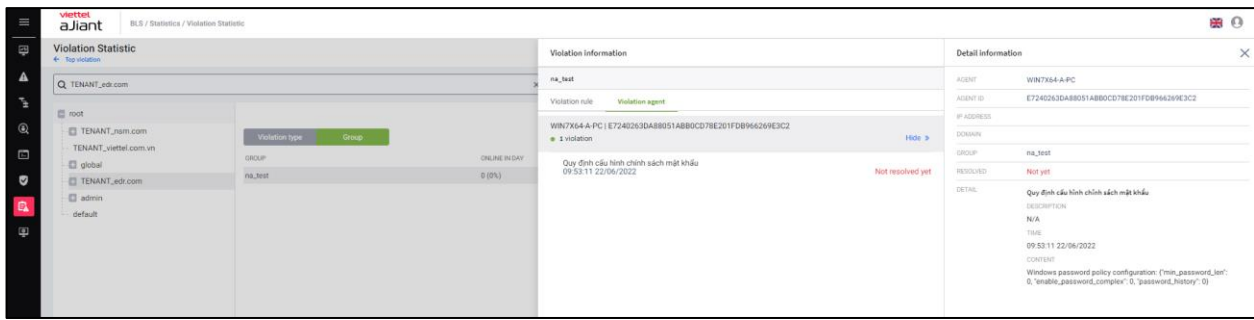 viettel
aJiant
BLS / Statistics / Violation Statistic
Violation Statistic
← Top violation
TENANT_edr.com
root
TENANT_nsm.com
TENANT_viettel.com.vn
global
TENANT_edr.com
admin
default
Violation type
Group
GROUP
ONLINE IN DAY
na_test
0 (0%)
Violation information
na_test
Violation rule
Violation agent
WIN7X64-A-PC | E7240263DA88051ABB0CD78E201FDB966269E3C2
violation
Hide
Quy định cấu hình chính sách mật khẩu
09:53:11 22/06/2022
Not resolved yet
Detail information
AGENT
WIN7X64-A-PC
AGENT ID
E7240263DA88051ABB0CD78E201FDB966269E3C2
IP ADDRESS
DOMAIN
GROUP
na_test
RESOLVED
Not yet
DETAIL
Quy định cấu hình chính sách mật khẩu
DESCRIPTION
N/A
TIME
09:53:11 22/06/2022
CONTENT
Windows password policy configuration: {"min_password_len":
0, "enable_password_complex": 0, "password_history": 0}